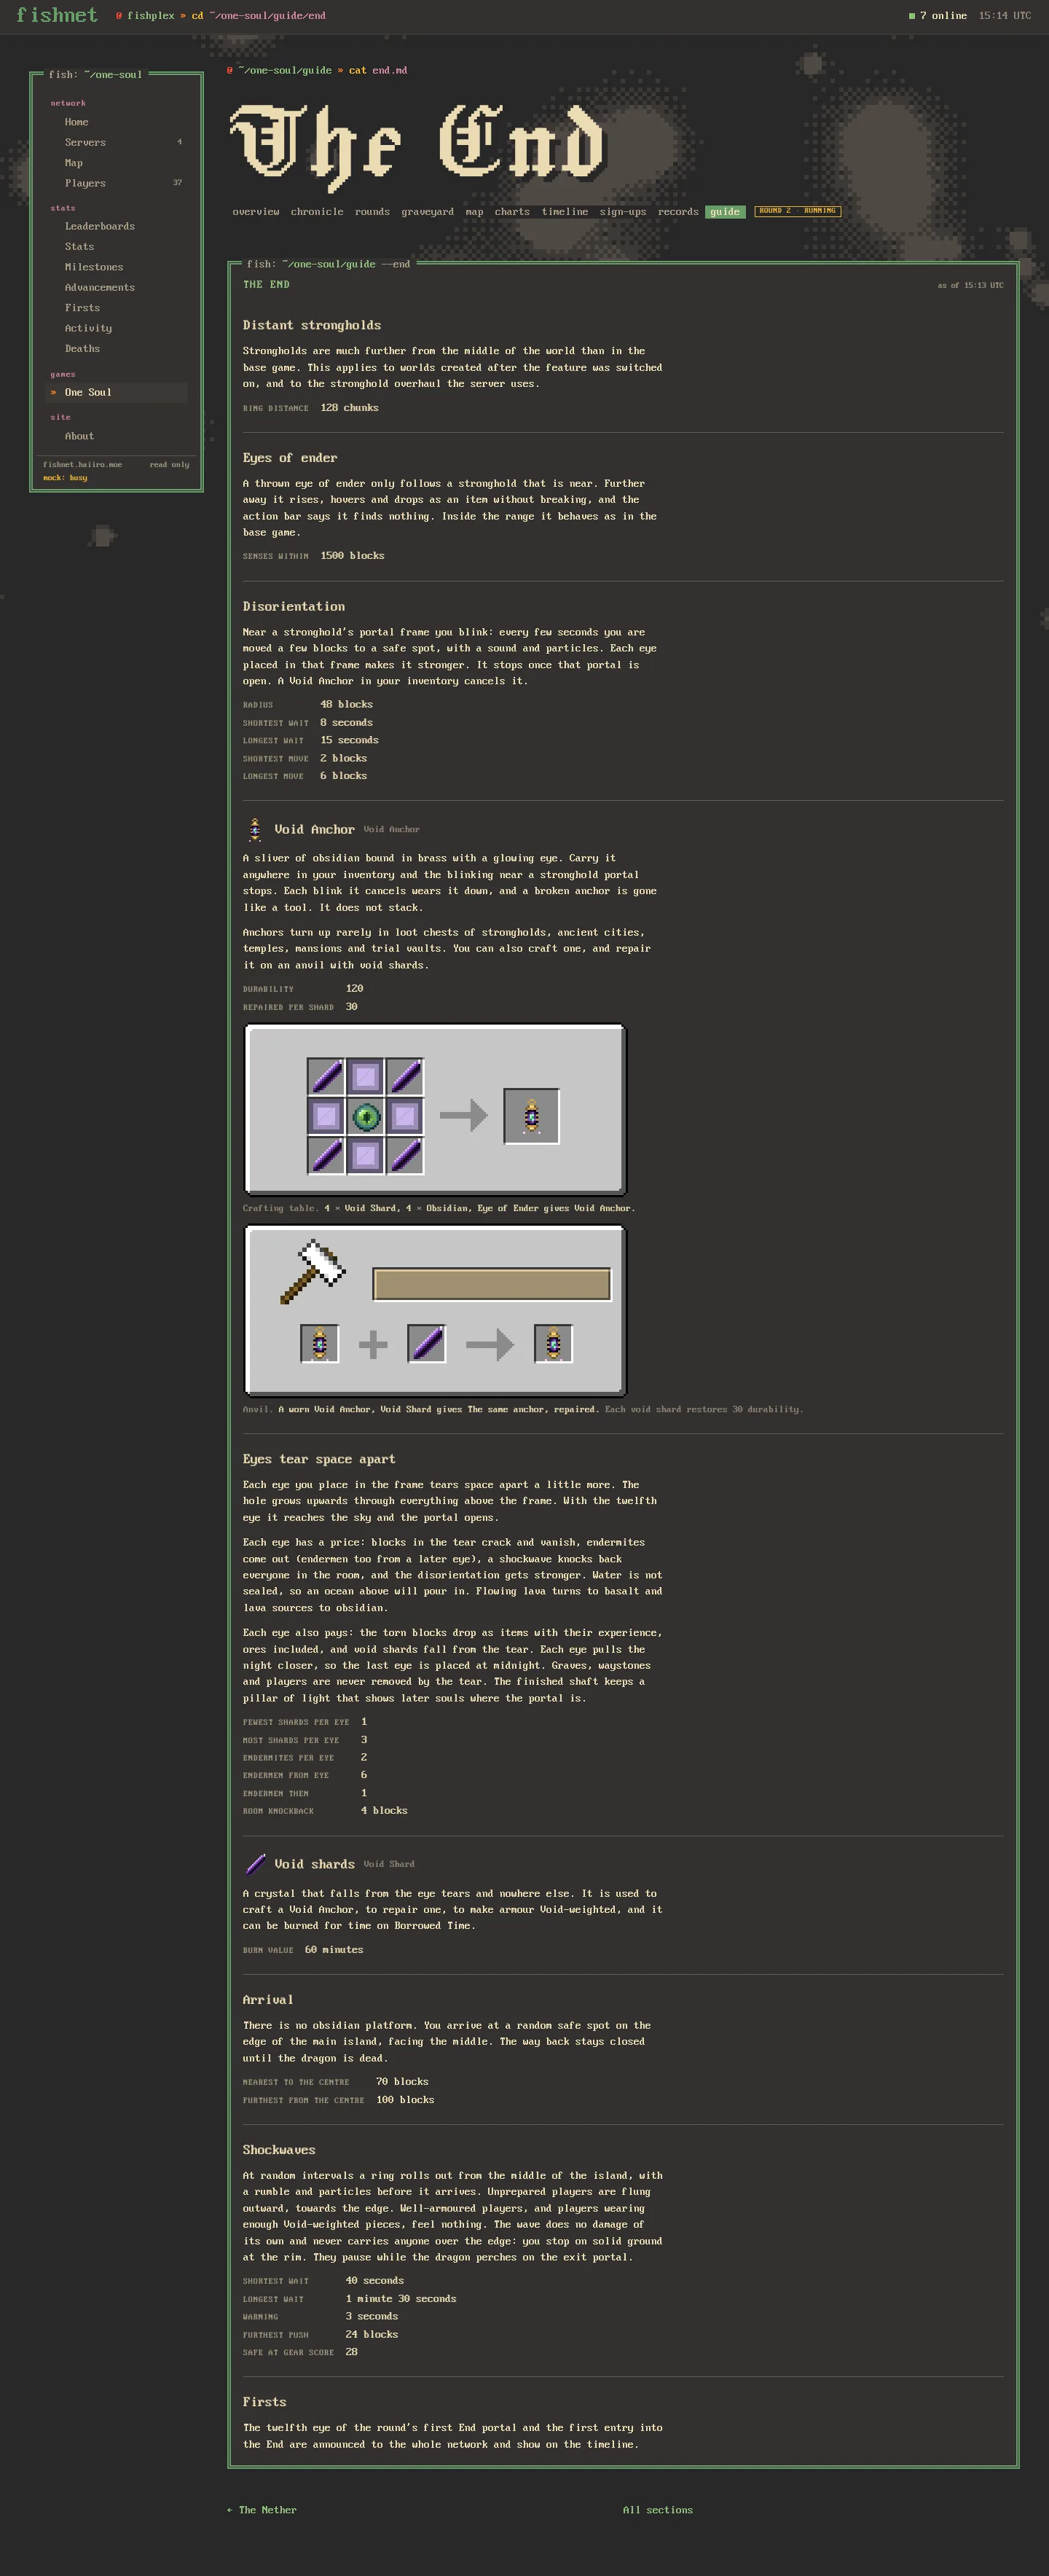 fishnet @ fishplex » cd ~/one-soul/guide/end
7 online 15:14 UTC
fish: ~/one-soul
network
Home
Servers 4
Map
Players 37
stats
Leaderboards
Stats
Milestones
Advancements
Firsts
Activity
Deaths
games
» One Soul
site
About
fishnet.haiiro.moe read only
mock: busy
@ ~/one-soul/guide » cat end.md
The End
overview chronicle rounds graveyard map charts timeline sign-ups records guide ROUND 2 · RUNNING
fish: ~/one-soul/guide --end
THE END as of 15:13 UTC
Distant strongholds
Strongholds are much further from the middle of the world than in the
base game. This applies to worlds created after the feature was switched
on, and to the stronghold overhaul the server uses.
RING DISTANCE 128 chunks
Eyes of ender
A thrown eye of ender only follows a stronghold that is near. Further
away it rises, hovers and drops as an item without breaking, and the
action bar says it finds nothing. Inside the range it behaves as in the
base game.
SENSES WITHIN 1500 blocks
Disorientation
Near a stronghold's portal frame you blink: every few seconds you are
moved a few blocks to a safe spot, with a sound and particles. Each eye
placed in that frame makes it stronger. It stops once that portal is
open. A Void Anchor in your inventory cancels it.
RADIUS 48 blocks
SHORTEST WAIT 8 seconds
LONGEST WAIT 15 seconds
SHORTEST MOVE 2 blocks
LONGEST MOVE 6 blocks
Void Anchor Void Anchor
A sliver of obsidian bound in brass with a glowing eye. Carry it
anywhere in your inventory and the blinking near a stronghold portal
stops. Each blink it cancels wears it down, and a broken anchor is gone
like a tool. It does not stack.
Anchors turn up rarely in loot chests of strongholds, ancient cities,
temples, mansions and trial vaults. You can also craft one, and repair
it on an anvil with void shards.
DURABILITY 120
REPAIRED PER SHARD 30
Crafting table. 4 × Void Shard, 4 × Obsidian, Eye of Ender gives Void Anchor.
Anvil. A worn Void Anchor, Void Shard gives The same anchor, repaired. Each void shard restores 30 durability.
Eyes tear space apart
Each eye you place in the frame tears space apart a little more. The
hole grows upwards through everything above the frame. With the twelfth
eye it reaches the sky and the portal opens.
Each eye has a price: blocks in the tear crack and vanish, endermites
come out (endermen too from a later eye), a shockwave knocks back
everyone in the room, and the disorientation gets stronger. Water is not
sealed, so an ocean above will pour in. Flowing lava turns to basalt and
lava sources to obsidian.
Each eye also pays: the torn blocks drop as items with their experience,
ores included, and void shards fall from the tear. Each eye pulls the
night closer, so the last eye is placed at midnight. Graves, waystones
and players are never removed by the tear. The finished shaft keeps a
pillar of light that shows later souls where the portal is.
FEWEST SHARDS PER EYE 1
MOST SHARDS PER EYE 3
ENDERMITES PER EYE 2
ENDERMEN FROM EYE 6
ENDERMEN THEN 1
ROOM KNOCKBACK 4 blocks
Void shards Void Shard
A crystal that falls from the eye tears and nowhere else. It is used to
craft a Void Anchor, to repair one, to make armour Void-weighted, and it
can be burned for time on Borrowed Time.
BURN VALUE 60 minutes
Arrival
There is no obsidian platform. You arrive at a random safe spot on the
edge of the main island, facing the middle. The way back stays closed
until the dragon is dead.
NEAREST TO THE CENTRE 70 blocks
FURTHEST FROM THE CENTRE 100 blocks
Shockwaves
At random intervals a ring rolls out from the middle of the island, with
a rumble and particles before it arrives. Unprepared players are flung
outward, towards the edge. Well-armoured players, and players wearing
enough Void-weighted pieces, feel nothing. The wave does no damage of
its own and never carries anyone over the edge: you stop on solid ground
at the rim. They pause while the dragon perches on the exit portal.
SHORTEST WAIT 40 seconds
LONGEST WAIT 1 minute 30 seconds
WARNING 3 seconds
FURTHEST PUSH 24 blocks
SAFE AT GEAR SCORE 28
Firsts
The twelfth eye of the round's first End portal and the first entry into
the End are announced to the whole network and show on the timeline.
← The Nether All sections